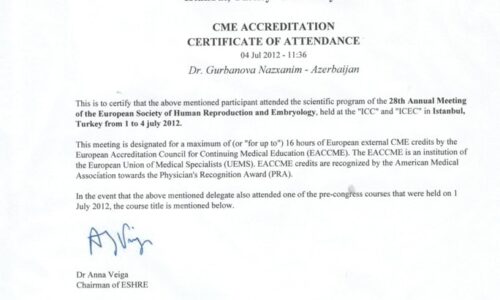 CME ACCREDITATION
CERTIFICATE OF ATTENDANCE
04 Jul 2012 - 11:36
Dr. Gurbanova Nazxanim - Azerbaijan
This is to certify that the above mentioned participant attended the scientific program of the 28th Annual Meeting
of the European Society of Human Reproduction and Embryology, held at the "ICC" and "ICEC" in Istanbul,
Turkey from 1 to 4 july 2012.
This meeting is designated for a maximum of (or "for up to") 16 hours of European external CME credits by the
European Accreditation Council for Continuing Medical Education (EACCME). The EACCME is an institution of
the European Union of Medical Specialists (UEMS). EACCME credits are recognized by the American Medical
Association towards the Physician's Recognition Award (PRA).
In the event that the above mentioned delegate also attended one of the pre-congress courses that were held on 1
July 2012, the course title is mentioned below.
Dr Anna Veiga
Chairman of ESHRE